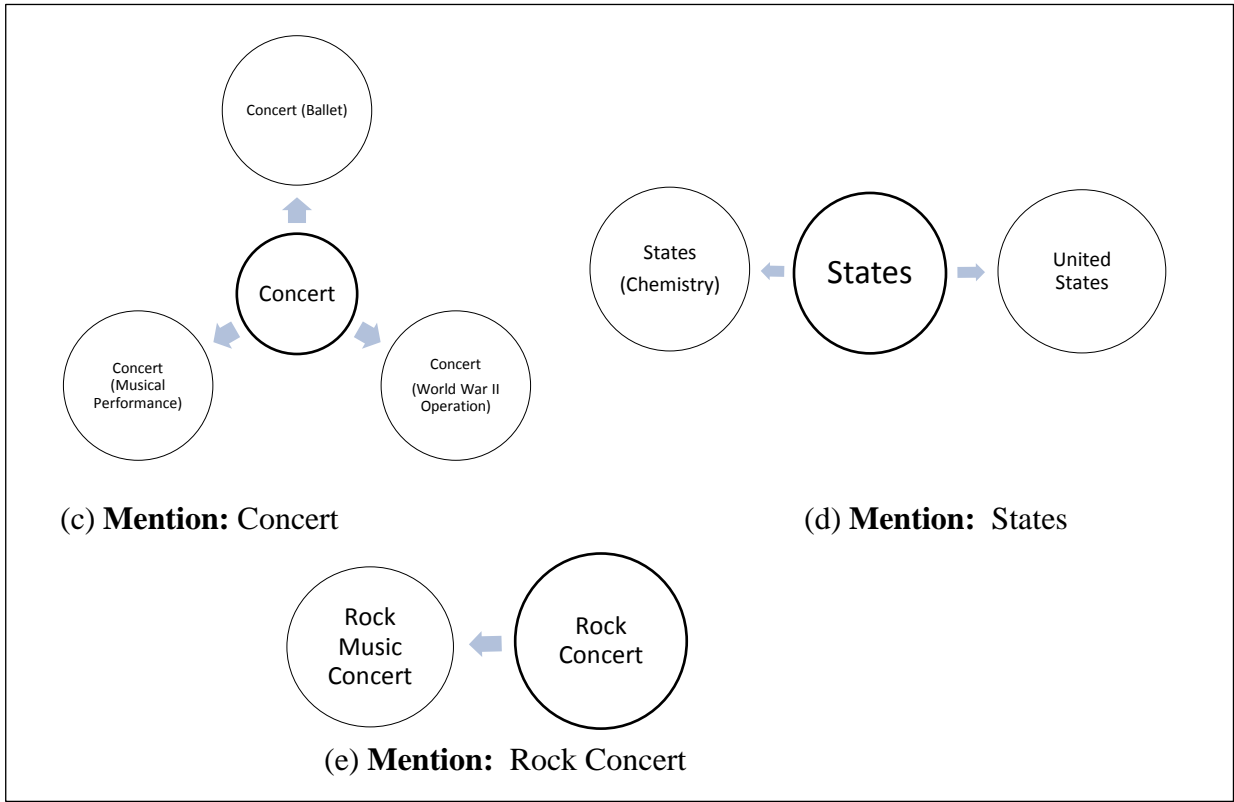 Concert (Ballet)
Concert
Concert
(Musical
Performance)
Concert
(World War II
Operation)
(c) Mention: Concert
States
(Chemistry)
States
United
States
(d) Mention: States
Rock
Music
Concert
Rock
Concert
(e) Mention: Rock Concert